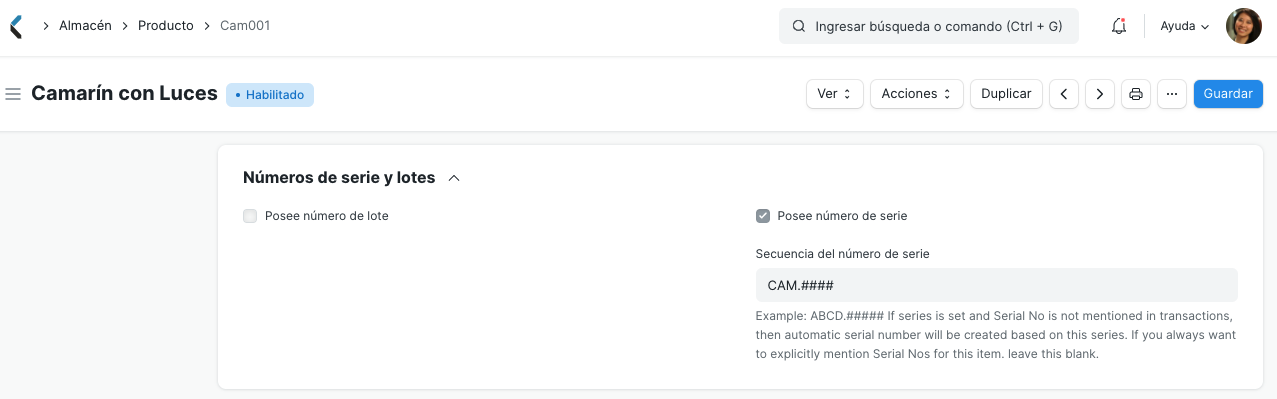 Almacén
Producto
Cam001
Ingresar búsqueda o comando (Ctrl + G)
Ayuda
Camarín con Luces
Habilitado
Ver
Acciones
Duplicar
...
Guardar
Números de serie y lotes
Posee número de lote
Posee número de serie
Secuencia del número de serie
CAM.####
Example: ABCD.##### If series is set and Serial No is not mentioned in transactions,
then automatic serial number will be created based on this series. If you always want
to explicitly mention Serial Nos for this item. leave this blank.